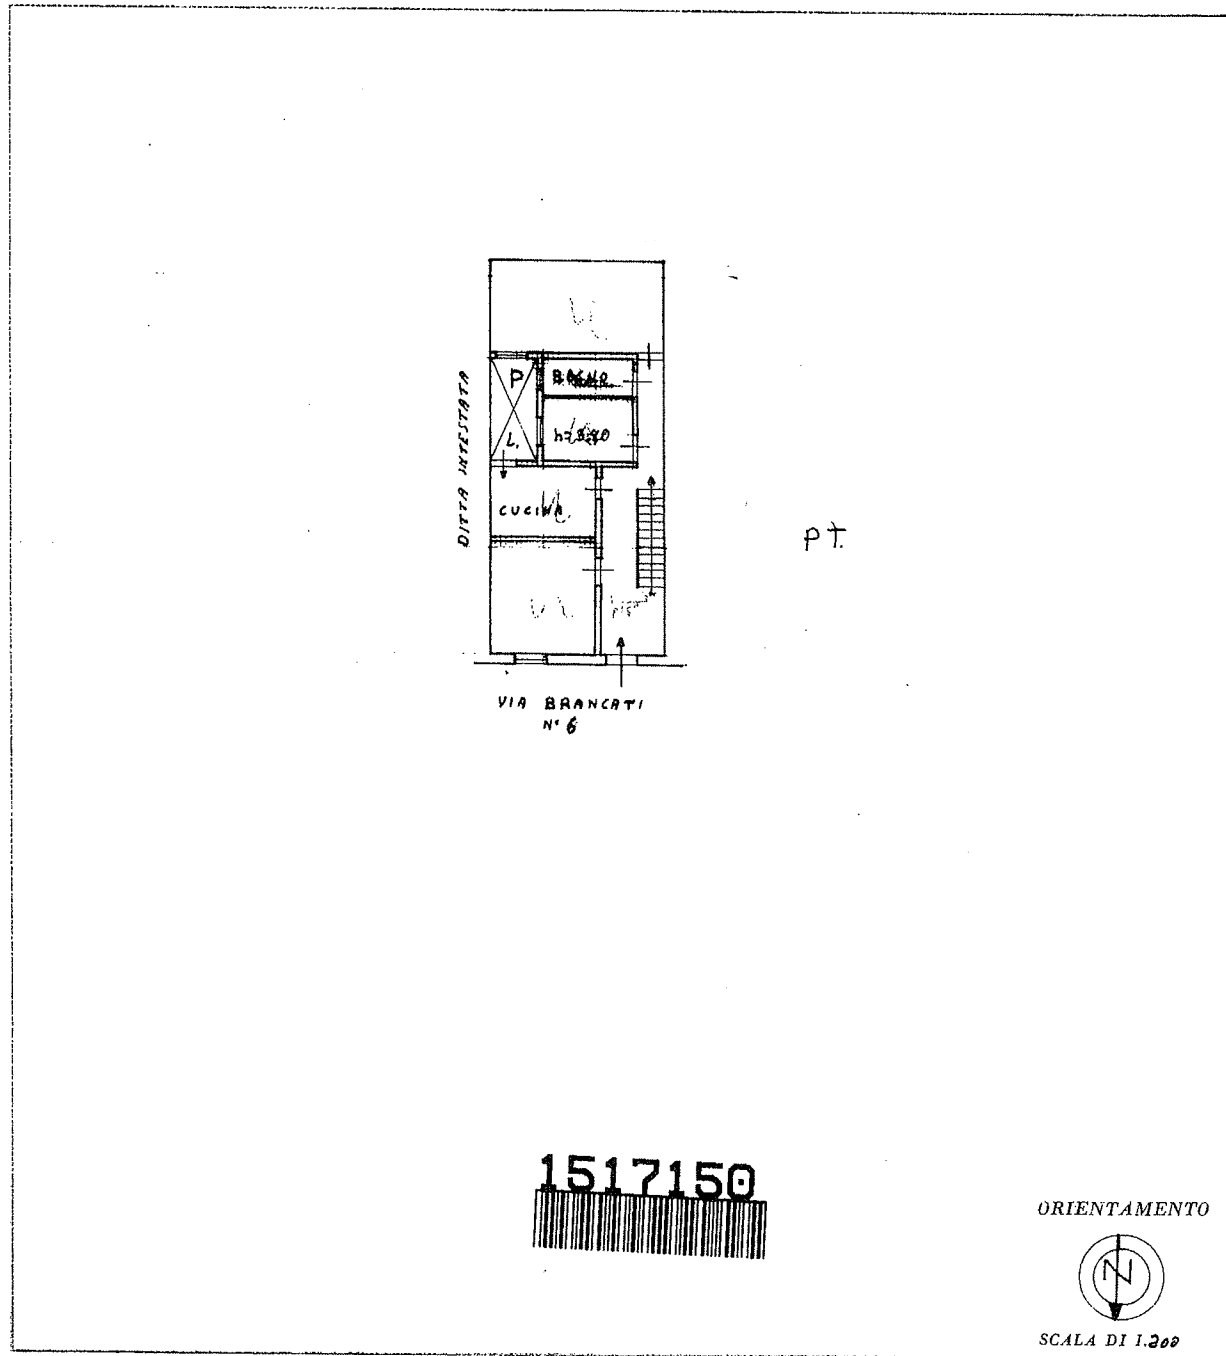 P
BAGNO
L.
DITTA INTESTATA
CUCINA
PT.
VIA BRANCATI
N° 6
1517150
ORIENTAMENTO
N
SCALA DI 1.200